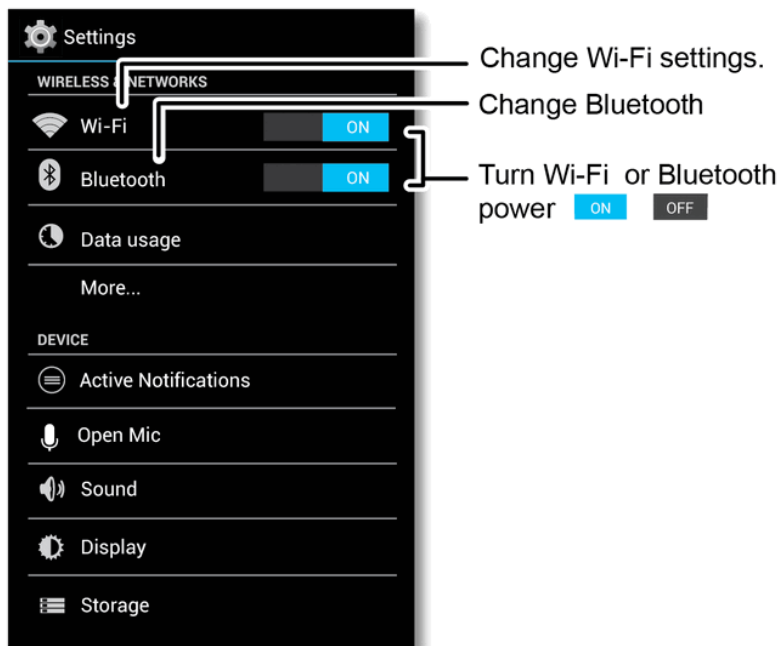 Settings
WIRELESS & NETWORKS
Wi-Fi ON
Bluetooth ON
Data usage
More...
DEVICE
Active Notifications
Open Mic
Sound
Display
Storage
Change Wi-Fi settings.
Change Bluetooth
Turn Wi-Fi or Bluetooth
power ON OFF